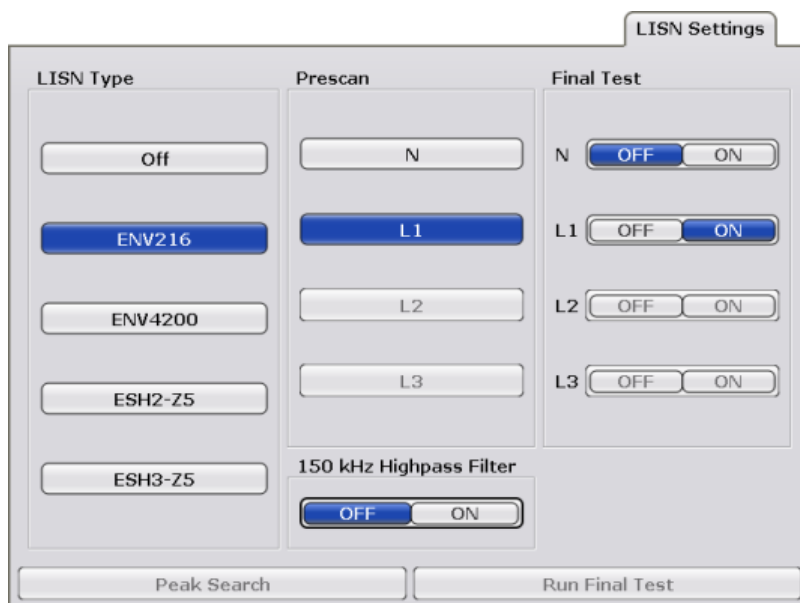 LISN Settings
LISN Type
Off
ENV216
ENV4200
ESH2-Z5
ESH3-Z5
Prescan
N
L1
L2
L3
150 kHz Highpass Filter
OFF ON
Final Test
N OFF ON
L1 OFF ON
L2 OFF ON
L3 OFF ON
Peak Search
Run Final Test